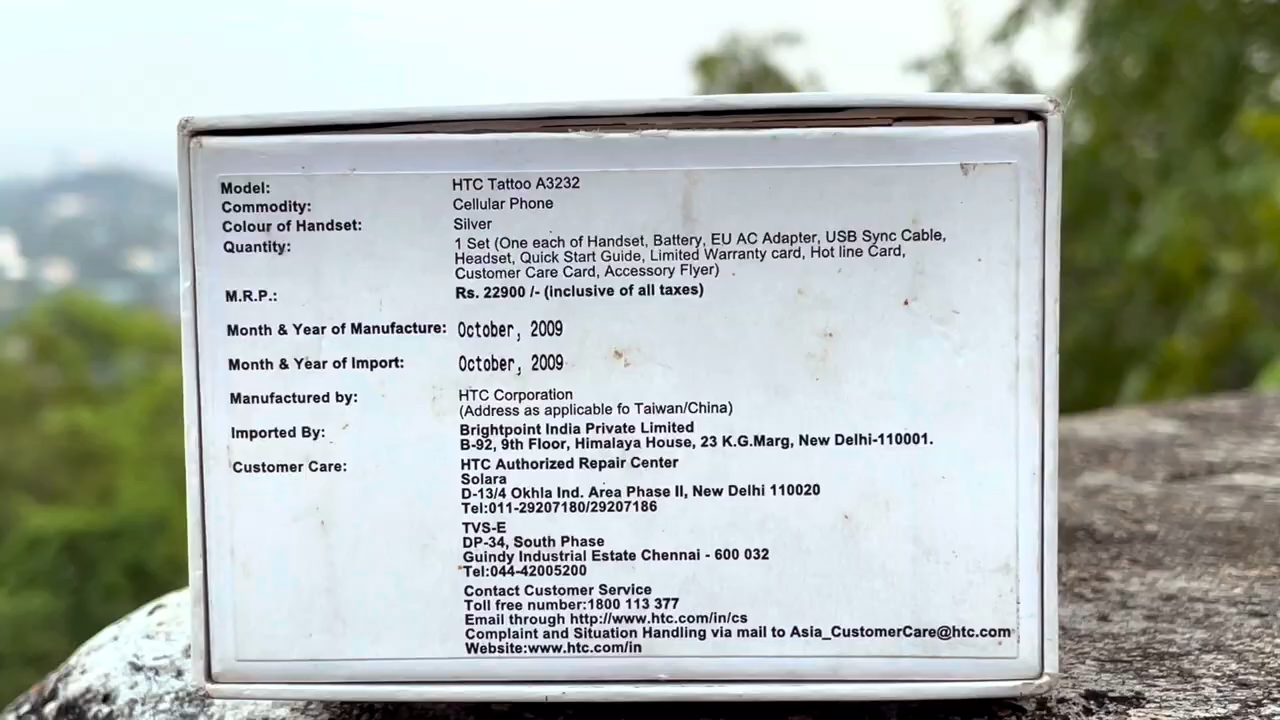 Model: HTC Tattoo A3232
Commodity: Cellular Phone
Colour of Handset: Silver
Quantity: 1 Set (One each of Handset, Battery, EU AC Adapter, USB Sync Cable,
Headset, Quick Start Guide, Limited Warranty card, Hot line Card,
Customer Care Card, Accessory Flyer)
M.R.P.: Rs. 22900 /- (inclusive of all taxes)
Month & Year of Manufacture: October, 2009
Month & Year of Import: October, 2009
Manufactured by: HTC Corporation
(Address as applicable fo Taiwan/China)
Imported By: Brightpoint India Private Limited
B-92, 9th Floor, Himalaya House, 23 K.G.Marg, New Delhi-110001.
Customer Care: HTC Authorized Repair Center
Solara
D-13/4 Okhla Ind. Area Phase II, New Delhi 110020
Tel:011-29207180/29207186
TVS-E
DP-34, South Phase
Guindy Industrial Estate Chennai - 600 032
Tel:044-42005200
Contact Customer Service
Toll free number:1800 113 377
Email through http://www.htc.com/in/cs
Complaint and Situation Handling via mail to Asia_CustomerCare@htc.com
Website:www.htc.com/in